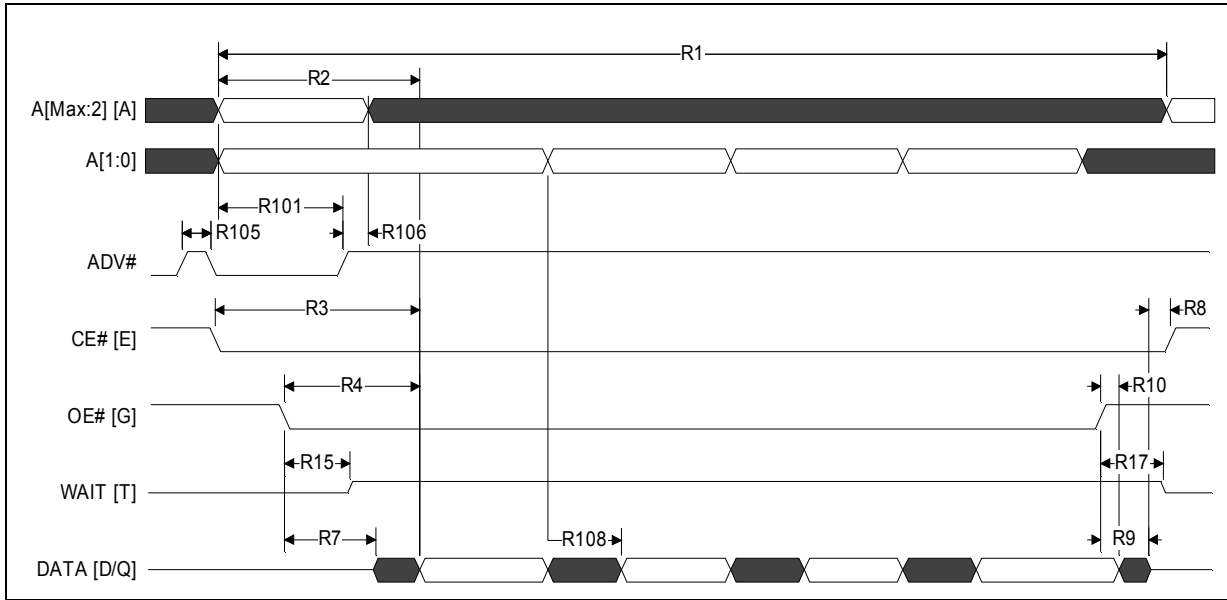 R1
R2
A[Max:2] [A]
A[1:0]
R101
R105
R106
ADV#
R3
R8
CE# [E]
R4
R10
OE# [G]
R15
R17
WAIT [T]
R7
R108
R9
DATA [D/Q]